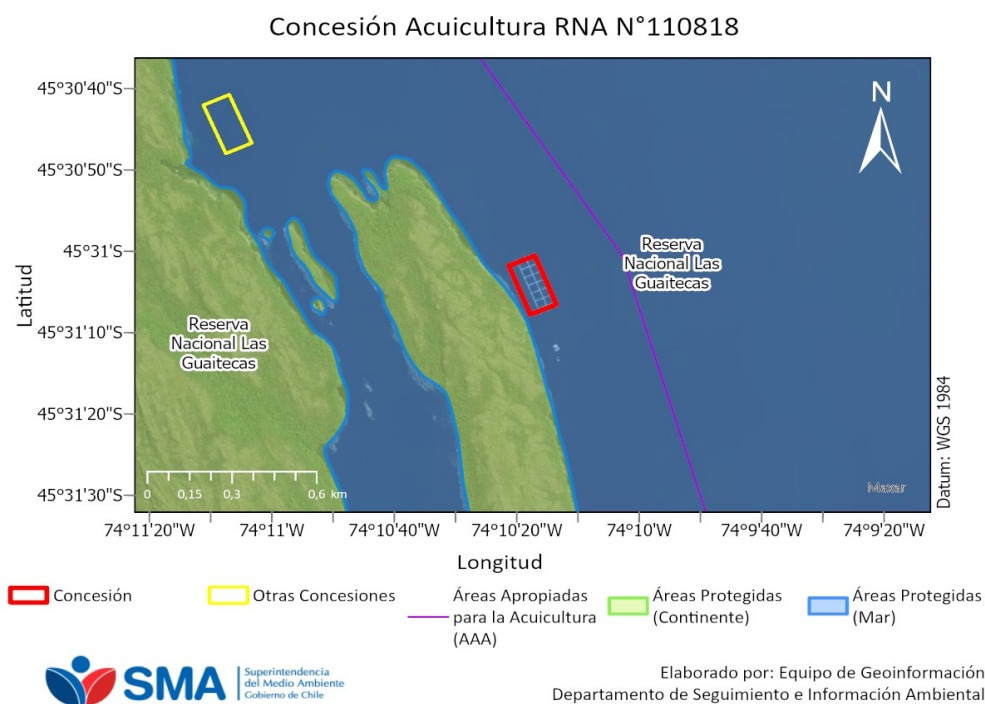 Concesión Acuicultura RNA N°110818
45°30'40"S
45°30'50"S
45°31'S
45°31'10"S
45°31'20"S
45°31'30"S
Latitud
N
Reserva
Nacional Las
Guaitecas
Reserva
Nacional Las
Guaitecas
0 0,15 0,3 0,6 km
Maxar
Datum: WGS 1984
74°11'20"W 74°11'W 74°10'40"W 74°10'20"W 74°10'W 74°9'40"W 74°9'20"W
Longitud
Concesión
Otras Concesiones
Áreas Apropiadas
para la Acuicultura
(AAA)
Áreas Protegidas
(Continente)
Áreas Protegidas
(Mar)
SMA
Superintendencia
del Medio Ambiente
Gobierno de Chile
Elaborado por: Equipo de Geoinformación
Departamento de Seguimiento e Información Ambiental